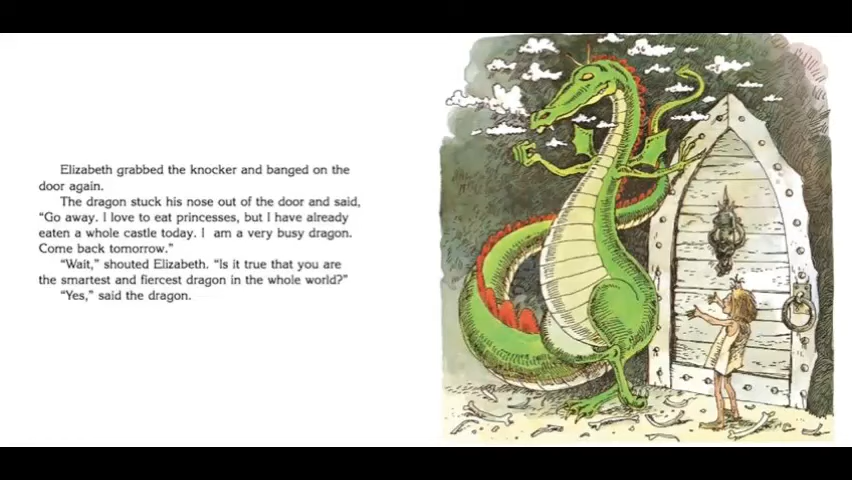 Elizabeth grabbed the knocker and banged on the
door again.
The dragon stuck his nose out of the door and said,
“Go away. I love to eat princesses, but I have already
eaten a whole castle today. I am a very busy dragon.
Come back tomorrow.”
“Wait,” shouted Elizabeth. “Is it true that you are
the smartest and fiercest dragon in the whole world?”
“Yes,” said the dragon.